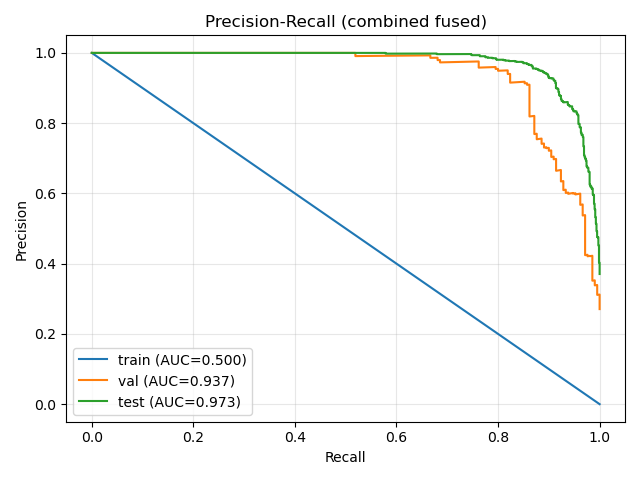 Precision-Recall (combined fused)
1.0
0.8
0.6
0.4
0.2
0.0
Precision
train (AUC=0.500)
val (AUC=0.937)
test (AUC=0.973)
0.0 0.2 0.4 0.6 0.8 1.0
Recall